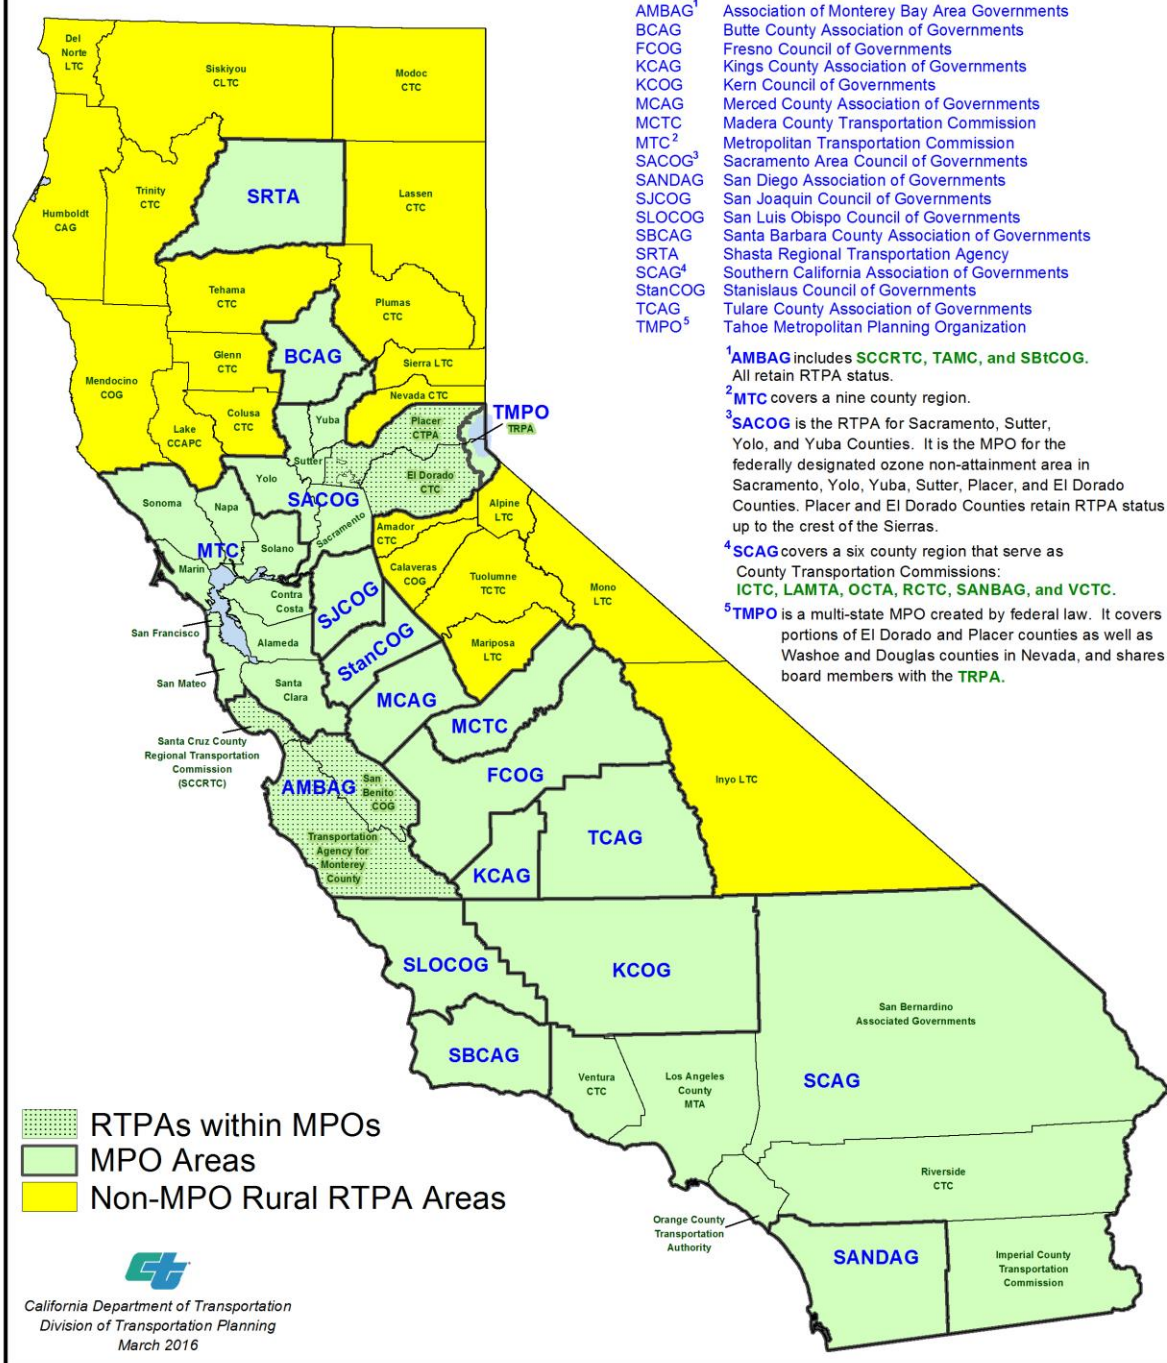 AMBAG1 Association of Monterey Bay Area Governments
BCAG Butte County Association of Governments
FCOG Fresno Council of Governments
KCAG Kings County Association of Governments
KCOG Kern Council of Governments
MCAG Merced County Association of Governments
MCTC Madera County Transportation Commission
MTC2 Metropolitan Transportation Commission
SACOG3 Sacramento Area Council of Governments
SANDAG San Diego Association of Governments
SJCOG San Joaquin Council of Governments
SLOCOG San Luis Obispo Council of Governments
SBCAG Santa Barbara County Association of Governments
SRTA Shasta Regional Transportation Agency
SCAG4 Southern California Association of Governments
StanCOG Stanislaus Council of Governments
TCAG Tulare County Association of Governments
TMPO5 Tahoe Metropolitan Planning Organization
1AMBAG includes SCCRTC, TAMC, and SBtCOG.
All retain RTPA status.
2MTC covers a nine county region.
3SACOG is the RTPA for Sacramento, Sutter,
Yolo, and Yuba Counties. It is the MPO for the
federally designated ozone non-attainment area in
Sacramento, Yolo, Yuba, Sutter, Placer, and El Dorado
Counties. Placer and El Dorado Counties retain RTPA status
up to the crest of the Sierras.
4SCAG covers a six county region that serve as
County Transportation Commissions:
ICTC, LAMTA, OCTA, RCTC, SANBAG, and VCTC.
5TMPO is a multi-state MPO created by federal law. It covers
portions of El Dorado and Placer counties as well as
Washoe and Douglas counties in Nevada, and shares
board members with the TRPA.
Del
Norte
LTC
Siskiyou
CLTC
Modoc
CTC
SRTA
Trinity
CTC
Humboldt
CAG
Lassen
CTC
Tehama
CTC
Plumas
CTC
BCAG
Glenn
CTC
Sierra LTC
Mendocino
COG
Nevada CTC
Colusa
CTC
Lake
CCAPC
Yuba
Placer
CTPA
TMPO
TRPA
Sutter
Yolo
El Dorado
CTC
SACOG
Sacramento
Sonoma
Napa
Alpine
LTC
Amador
CTC
MTC
Solano
Marin
Calaveras
COG
Tuolumne
TCTC
Mono
LTC
Contra
Costa
SJCOG
San Francisco
Alameda
StanCOG
Mariposa
LTC
San Mateo
Santa
Clara
MCAG
MCTC
Santa Cruz County
Regional Transportation
Commission
(SCCRTC)
FCOG
AMBAG
San
Benito
COG
Inyo LTC
Transportation
Agency for
Monterey
County
TCAG
KCAG
SLOCOG
KCOG
San Bernardino
Associated Governments
SBCAG
Ventura
CTC
Los Angeles
County
MTA
SCAG
Riverside
CTC
Orange County
Transportation
Authority
SANDAG
Imperial County
Transportation
Commission
RTPAs within MPOs
MPO Areas
Non-MPO Rural RTPA Areas
Ct
California Department of Transportation
Division of Transportation Planning
March 2016